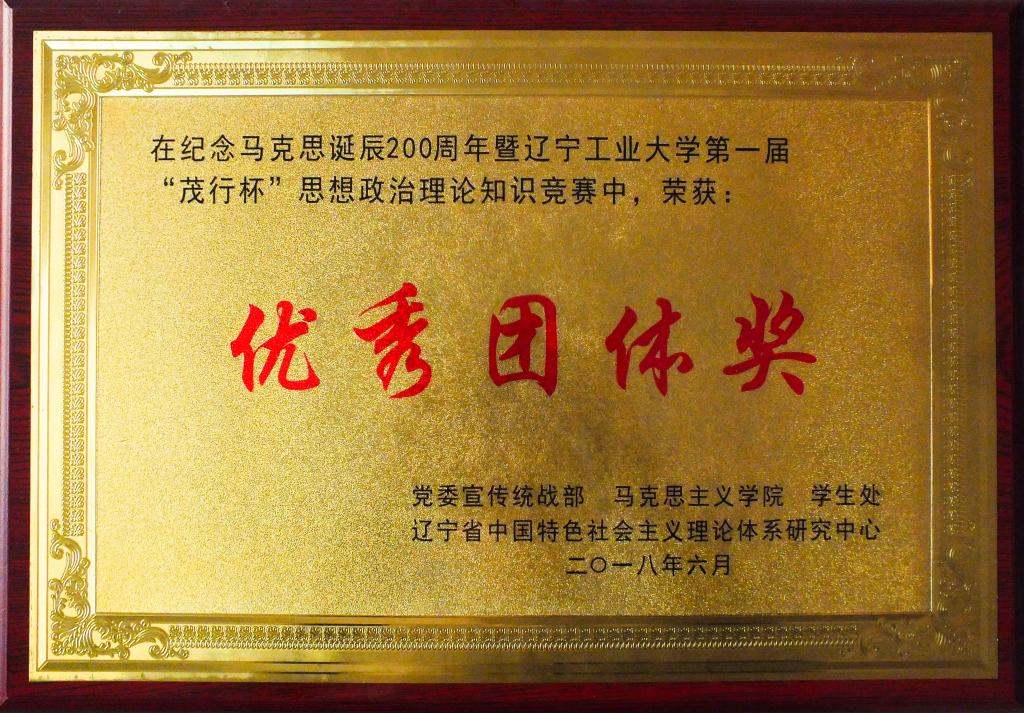 在纪念马克思诞辰200周年暨辽宁工业大学第一届
“茂行杯”思想政治理论知识竞赛中，荣获：
优秀团体奖
党委宣传统战部 马克思主义学院 学生处
辽宁省中国特色社会主义理论体系研究中心
二〇一八年六月